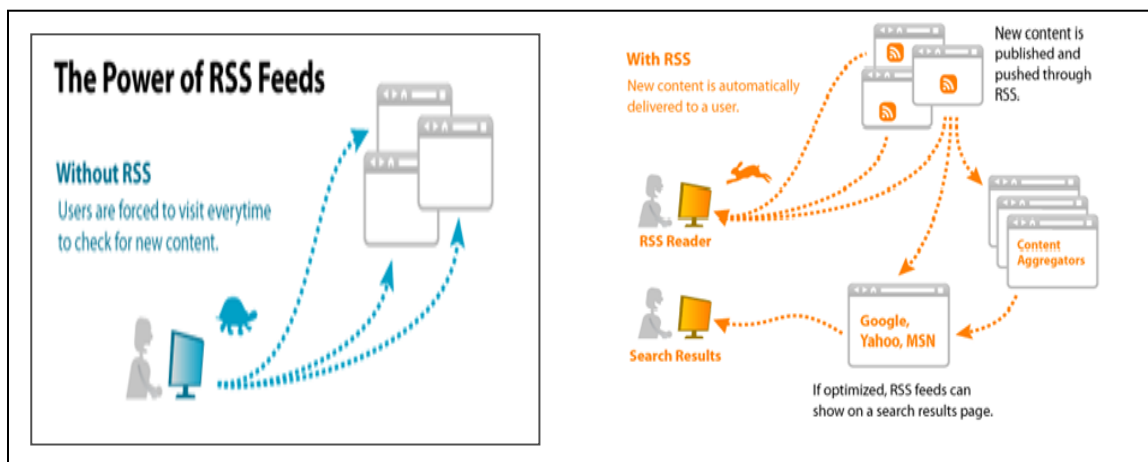 The Power of RSS Feeds
Without RSS
Users are forced to visit everytime
to check for new content.
With RSS
New content is automatically
delivered to a user.
New content is
published and
pushed through
RSS.
RSS Reader
Content
Aggregators
Google,
Yahoo, MSN
Search Results
If optimized, RSS feeds can
show on a search results page.